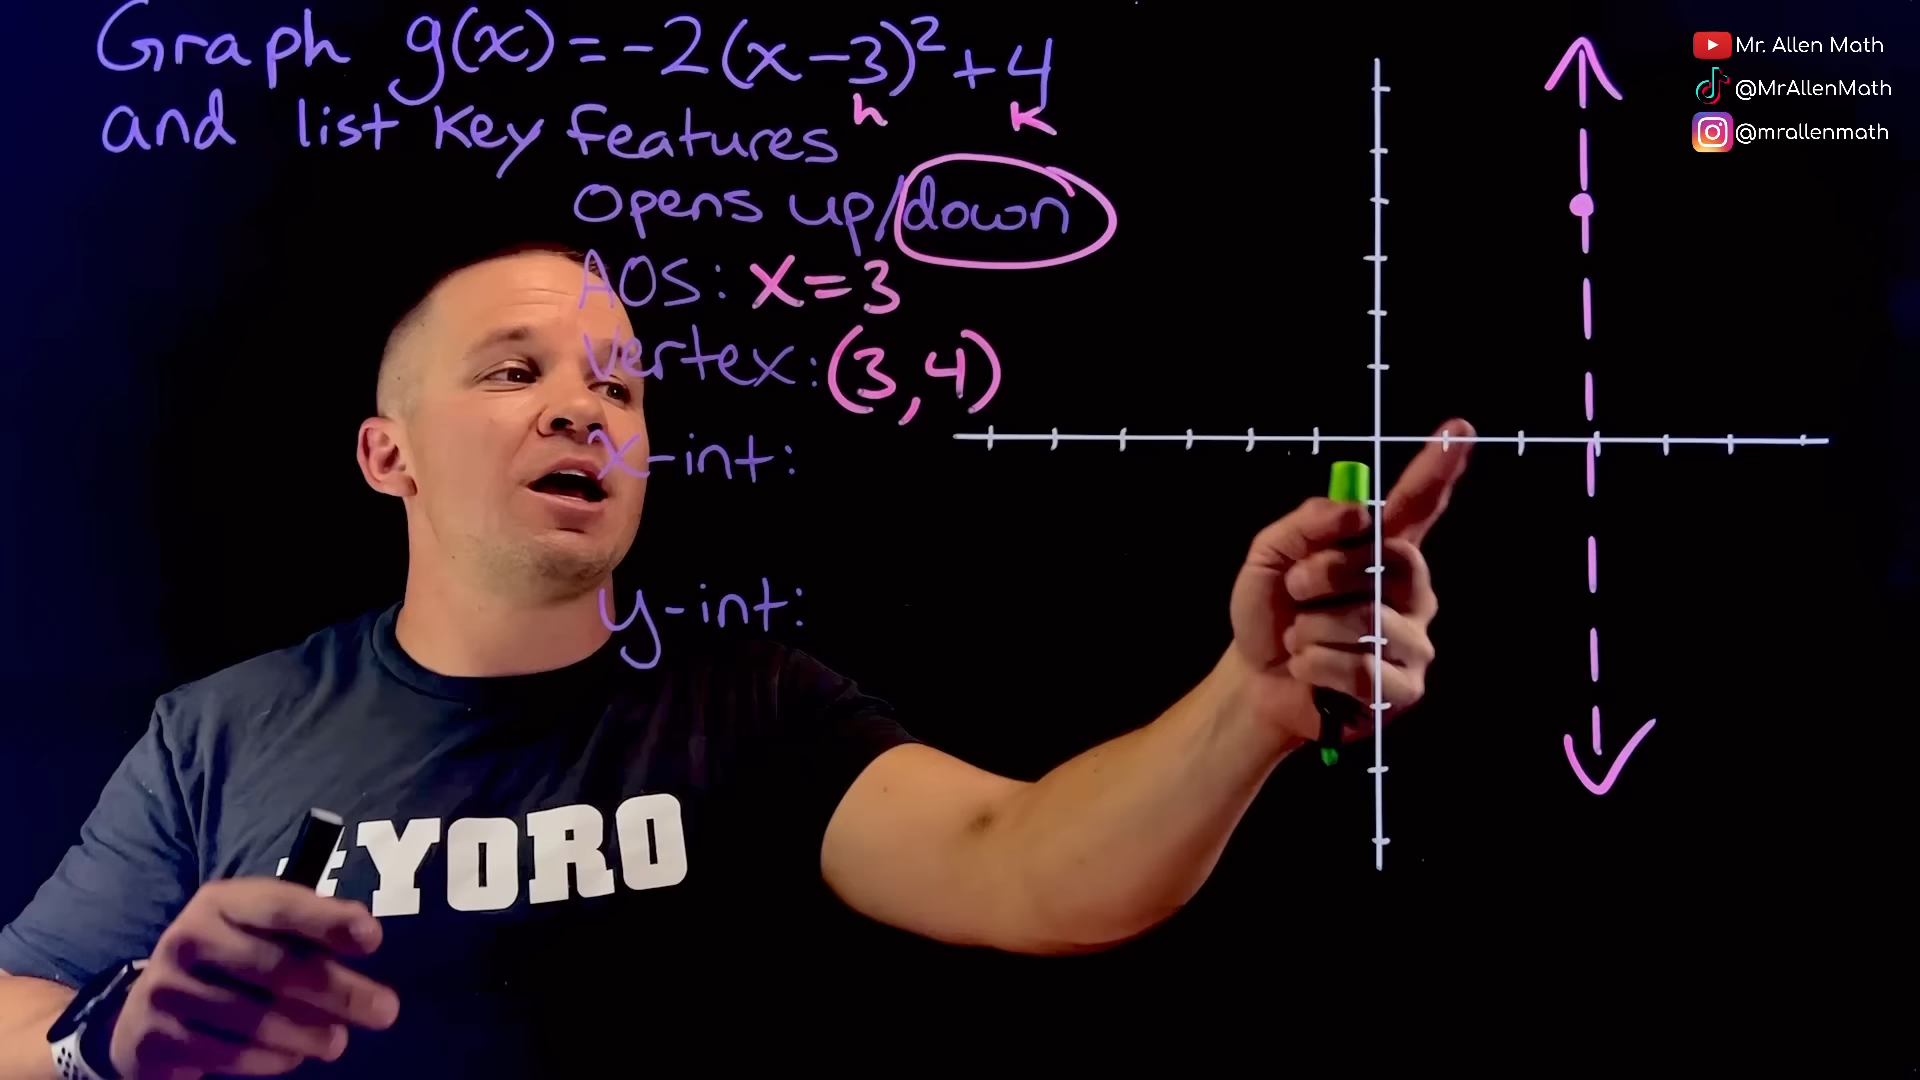 Graph g(x) = -2(x-3)² + 4
h k
and list key features
Opens up/down
AOS: x=3
Vertex: (3,4)
x-int:
y-int:
#YORO
Mr. Allen Math
@MrAllenMath
@mrallenmath